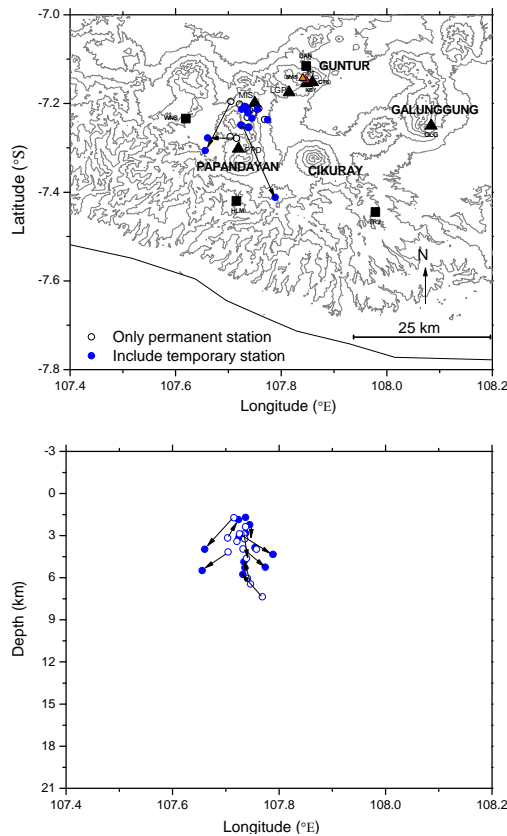 -7.0
-7.2
-7.4
-7.6
-7.8
Latitude (°S)
GUNTUR
GALUNGGUNG
PAPANDAYAN
CIKURAY
HLM
N
25 km
Only permanent station
Include temporary station
107.4 107.6 107.8 108.0 108.2
Longitude (°E)
-3
0
3
6
9
12
15
18
21
Depth (km)
107.4 107.6 107.8 108.0 108.2
Longitude (°E)